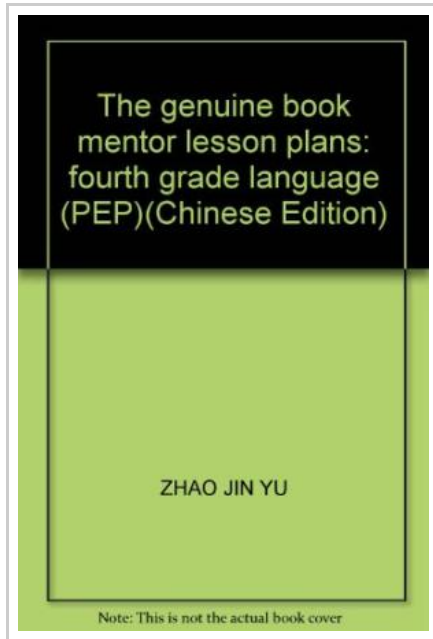 The genuine book
mentor lesson plans:
fourth grade language
(PEP)(Chinese Edition)
ZHAO JIN YU
Note: This is not the actual book cover